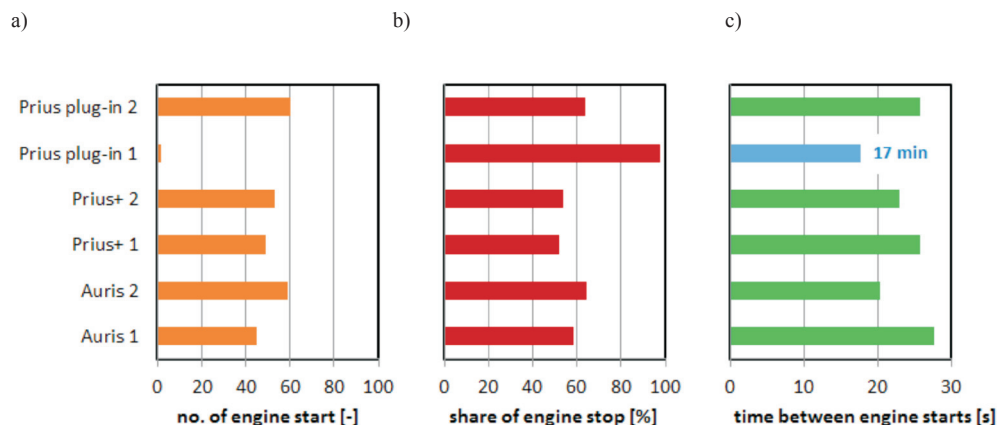 a) b) c)
Prius plug-in 2
Prius plug-in 1 17 min
Prius+ 2
Prius+ 1
Auris 2
Auris 1
0 20 40 60 80 100 0 20 40 60 80 100 0 10 20 30
no. of engine start [-] share of engine stop [%] time between engine starts [s]